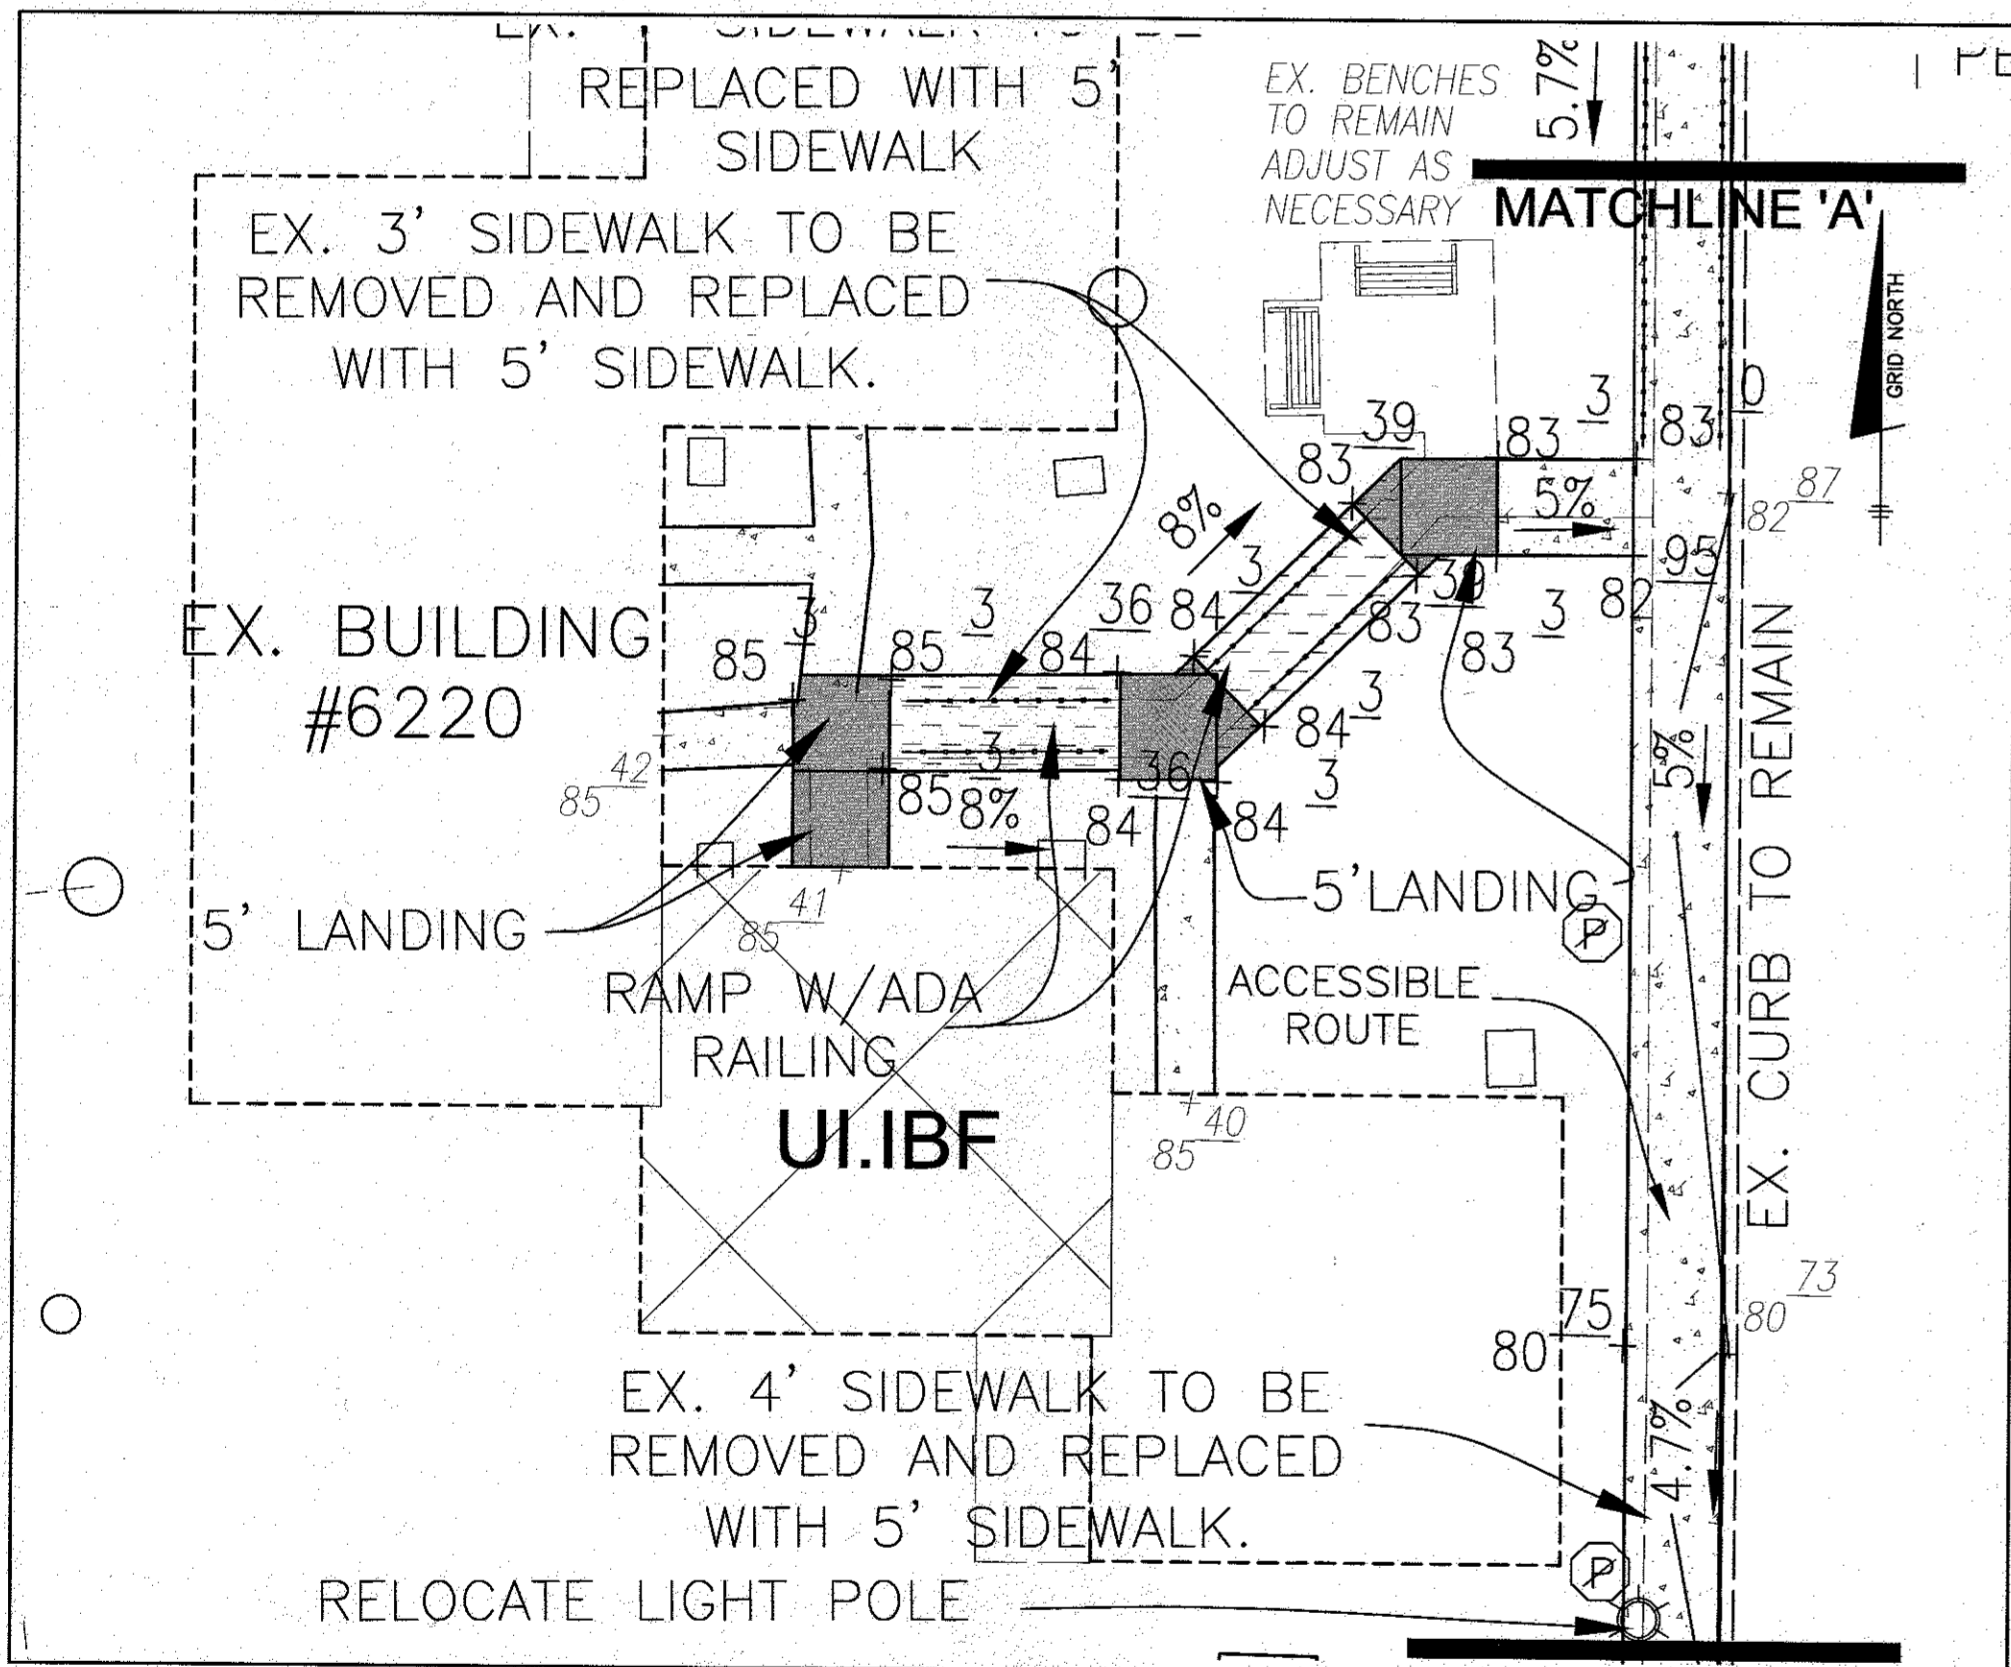 REPLACED WITH 5'
SIDEWALK
EX. BENCHES
TO REMAIN
ADJUST AS
NECESSARY
5.7%
MATCHLINE 'A'
GRID NORTH
EX. 3' SIDEWALK TO BE
REMOVED AND REPLACED
WITH 5' SIDEWALK.
83 39
83 3
83 0
82 87
8%
5%
82 95
83 39
83 3
84 3
84 36
85 3
85 3
EX. BUILDING
#6220
85 42
85 3
8%
84 36
84 3
84 3
5%
EX. CURB TO REMAIN
5' LANDING
85 41
5'LANDING
P
RAMP W/ADA
RAILING
ACCESSIBLE
ROUTE
UI.IBF
85 40
80 75
80 73
4.7%
EX. 4' SIDEWALK TO BE
REMOVED AND REPLACED
WITH 5' SIDEWALK.
P
RELOCATE LIGHT POLE